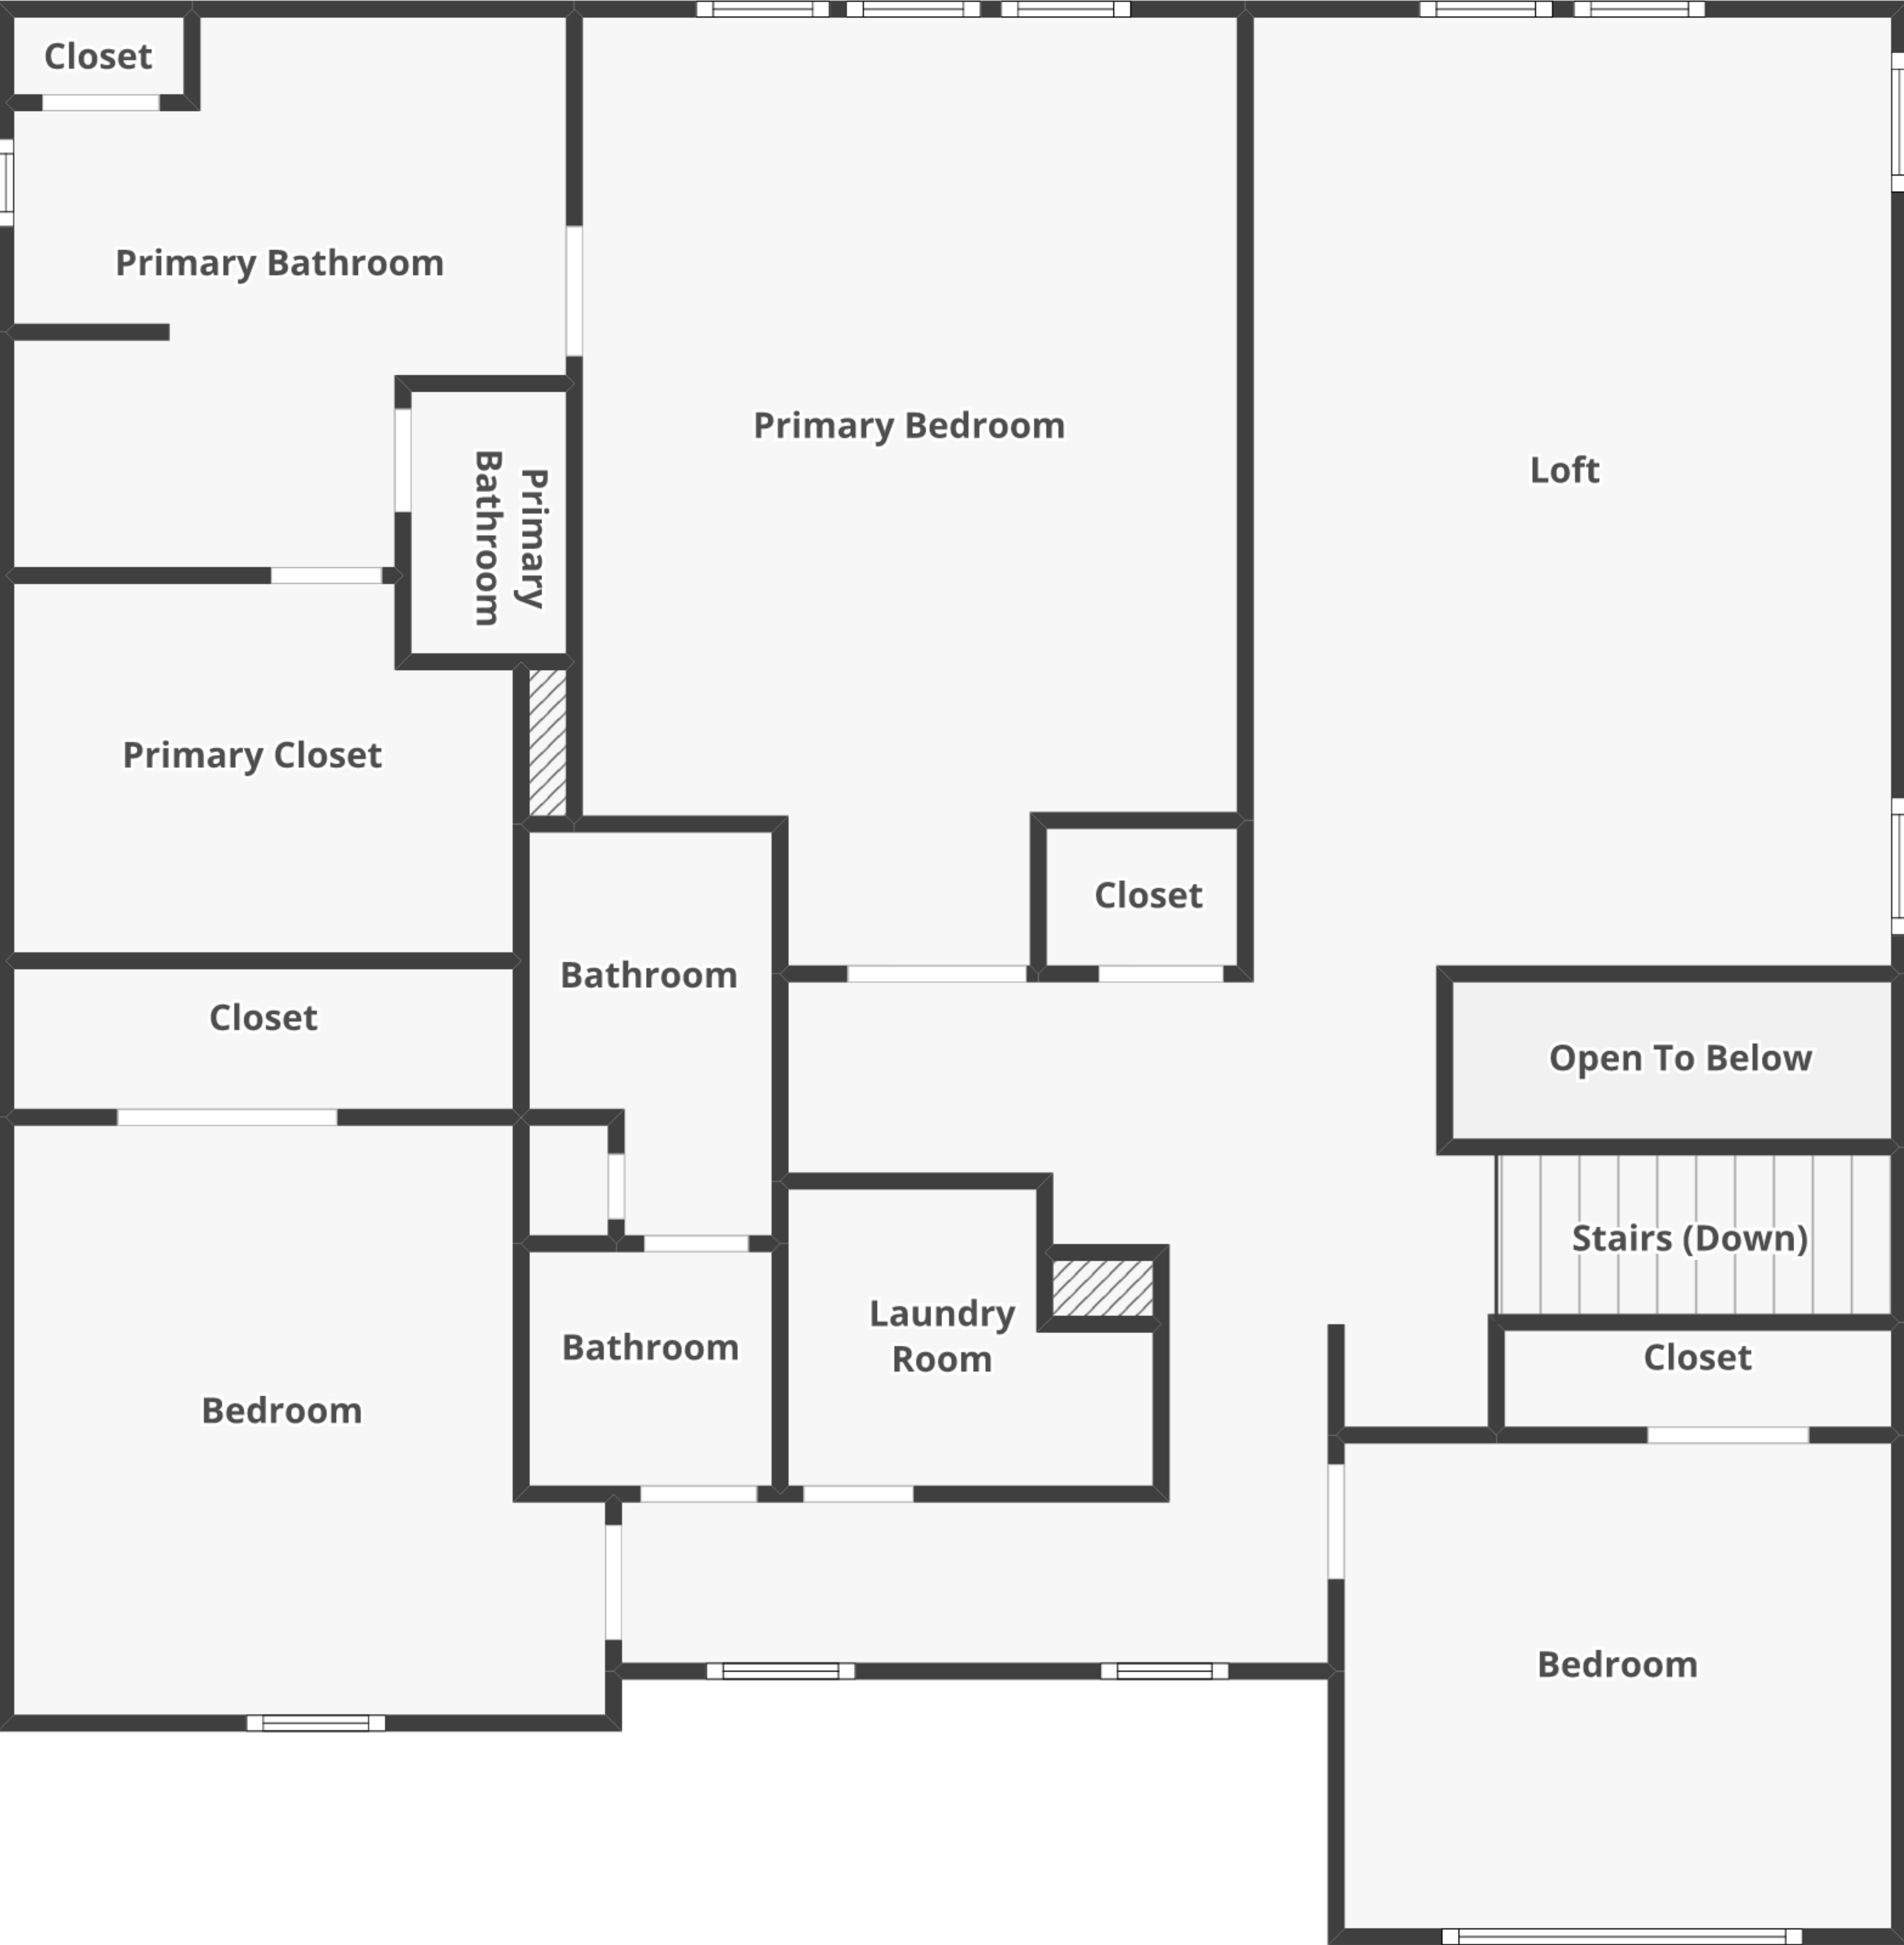 Closet
Primary Bathroom
Primary Bedroom
Loft
Primary
Bathroom
Primary Closet
Closet
Bathroom
Closet
Open To Below
Stairs (Down)
Laundry
Room
Bathroom
Closet
Bedroom
Bedroom